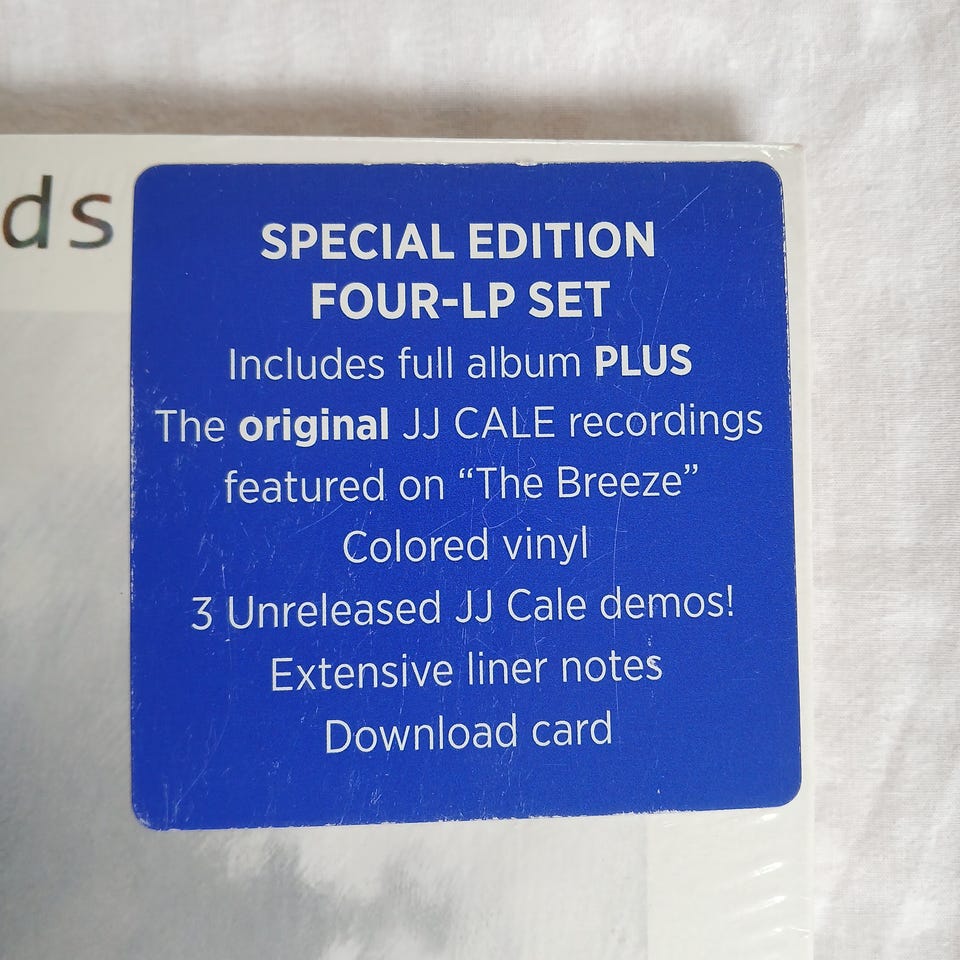 ds
SPECIAL EDITION
FOUR-LP SET
Includes full album PLUS
The original JJ CALE recordings
featured on “The Breeze”
Colored vinyl
3 Unreleased JJ Cale demos!
Extensive liner notes
Download card